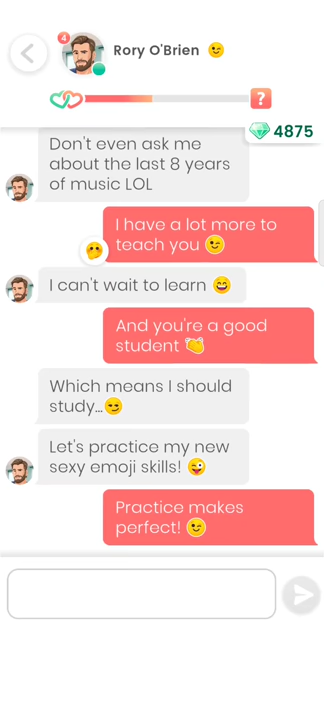 4
Rory O'Brien 😉
?
4875
Don't even ask me
about the last 8 years
of music LOL
I have a lot more to
teach you 😉
I can't wait to learn 😄
And you're a good
student 👏
Which means I should
study...😏
Let's practice my new
sexy emoji skills! 😜
Practice makes
perfect! 😉